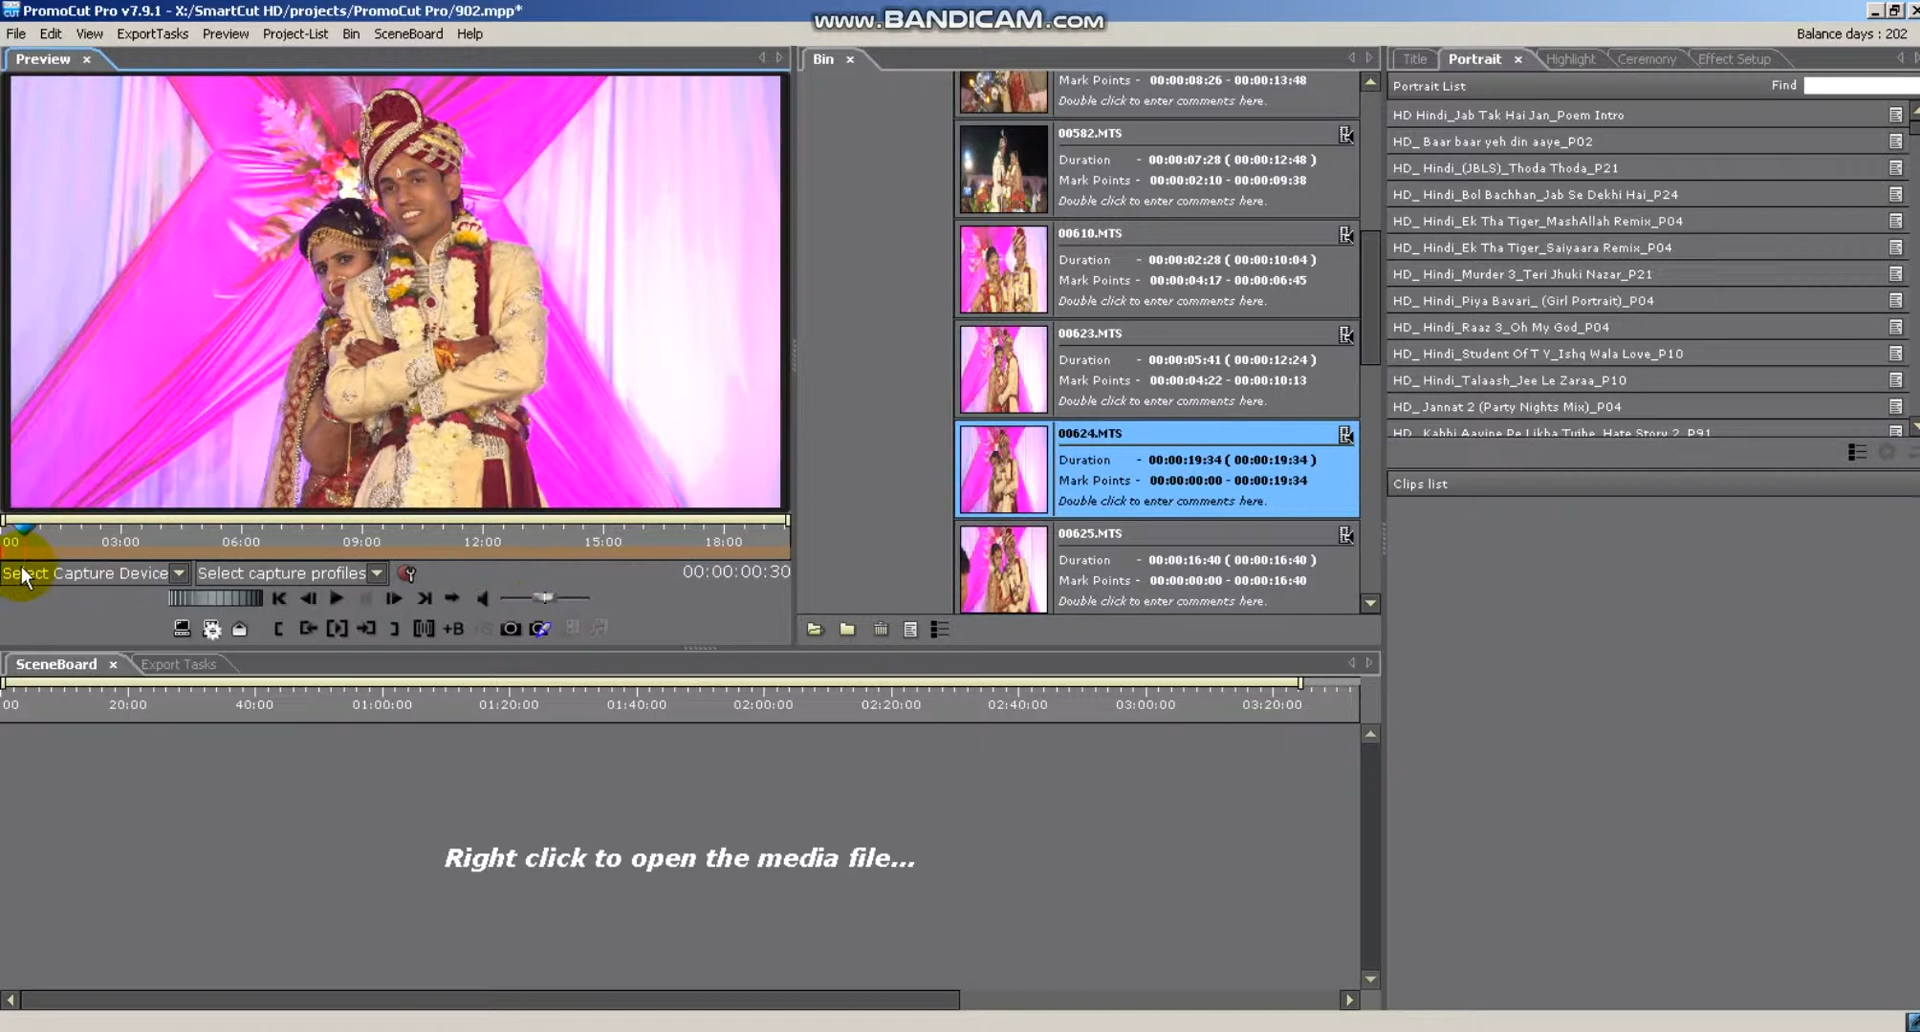 PromoCut Pro v7.9.1 - X:/SmartCut HD/projects/PromoCut Pro/902.mpp*
www.BANDICAM.COM
File Edit View ExportTasks Preview Project-List Bin SceneBoard Help
Balance days : 202
Preview
Bin
Title Portrait Highlight Ceremony Effect Setup
Portrait List
Find
HD Hindi_Jab Tak Hai Jan_Poem Intro
HD_ Baar baar yeh din aaye_P02
HD_ Hindi_(JBLS)_Thoda Thoda_P21
HD_ Hindi_Bol Bachhan_Jab Se Dekhi Hai_P24
HD_ Hindi_Ek Tha Tiger_MashAllah Remix_P04
HD_ Hindi_Ek Tha Tiger_Saiyaara Remix_P04
HD_ Hindi_Murder 3_Teri Jhuki Nazar_P21
HD_ Hindi_Piya Bavari_ (Girl Portrait)_P04
HD_ Hindi_Raaz 3_Oh My God_P04
HD_ Hindi_Student Of T Y_Ishq Wala Love_P10
HD_ Hindi_Talaash_Jee Le Zaraa_P10
HD_ Jannat 2 (Party Nights Mix)_P04
HD_ Kabhi Aayine Pe Likha Tujhe_Hate Story 2_P91
Clips list
Mark Points - 00:00:08:26 - 00:00:13:48
Double click to enter comments here.
00582.MTS
Duration - 00:00:07:28 ( 00:00:12:48 )
Mark Points - 00:00:02:10 - 00:00:09:38
Double click to enter comments here.
00610.MTS
Duration - 00:00:02:28 ( 00:00:10:04 )
Mark Points - 00:00:04:17 - 00:00:06:45
Double click to enter comments here.
00623.MTS
Duration - 00:00:05:41 ( 00:00:12:24 )
Mark Points - 00:00:04:22 - 00:00:10:13
Double click to enter comments here.
00624.MTS
Duration - 00:00:19:34 ( 00:00:19:34 )
Mark Points - 00:00:00:00 - 00:00:19:34
Double click to enter comments here.
00625.MTS
Duration - 00:00:16:40 ( 00:00:16:40 )
Mark Points - 00:00:00:00 - 00:00:16:40
Double click to enter comments here.
00 03:00 06:00 09:00 12:00 15:00 18:00
Select Capture Device Select capture profiles 00:00:00:30
+B
SceneBoard Export Tasks
00 20:00 40:00 01:00:00 01:20:00 01:40:00 02:00:00 02:20:00 02:40:00 03:00:00 03:20:00
Right click to open the media file...